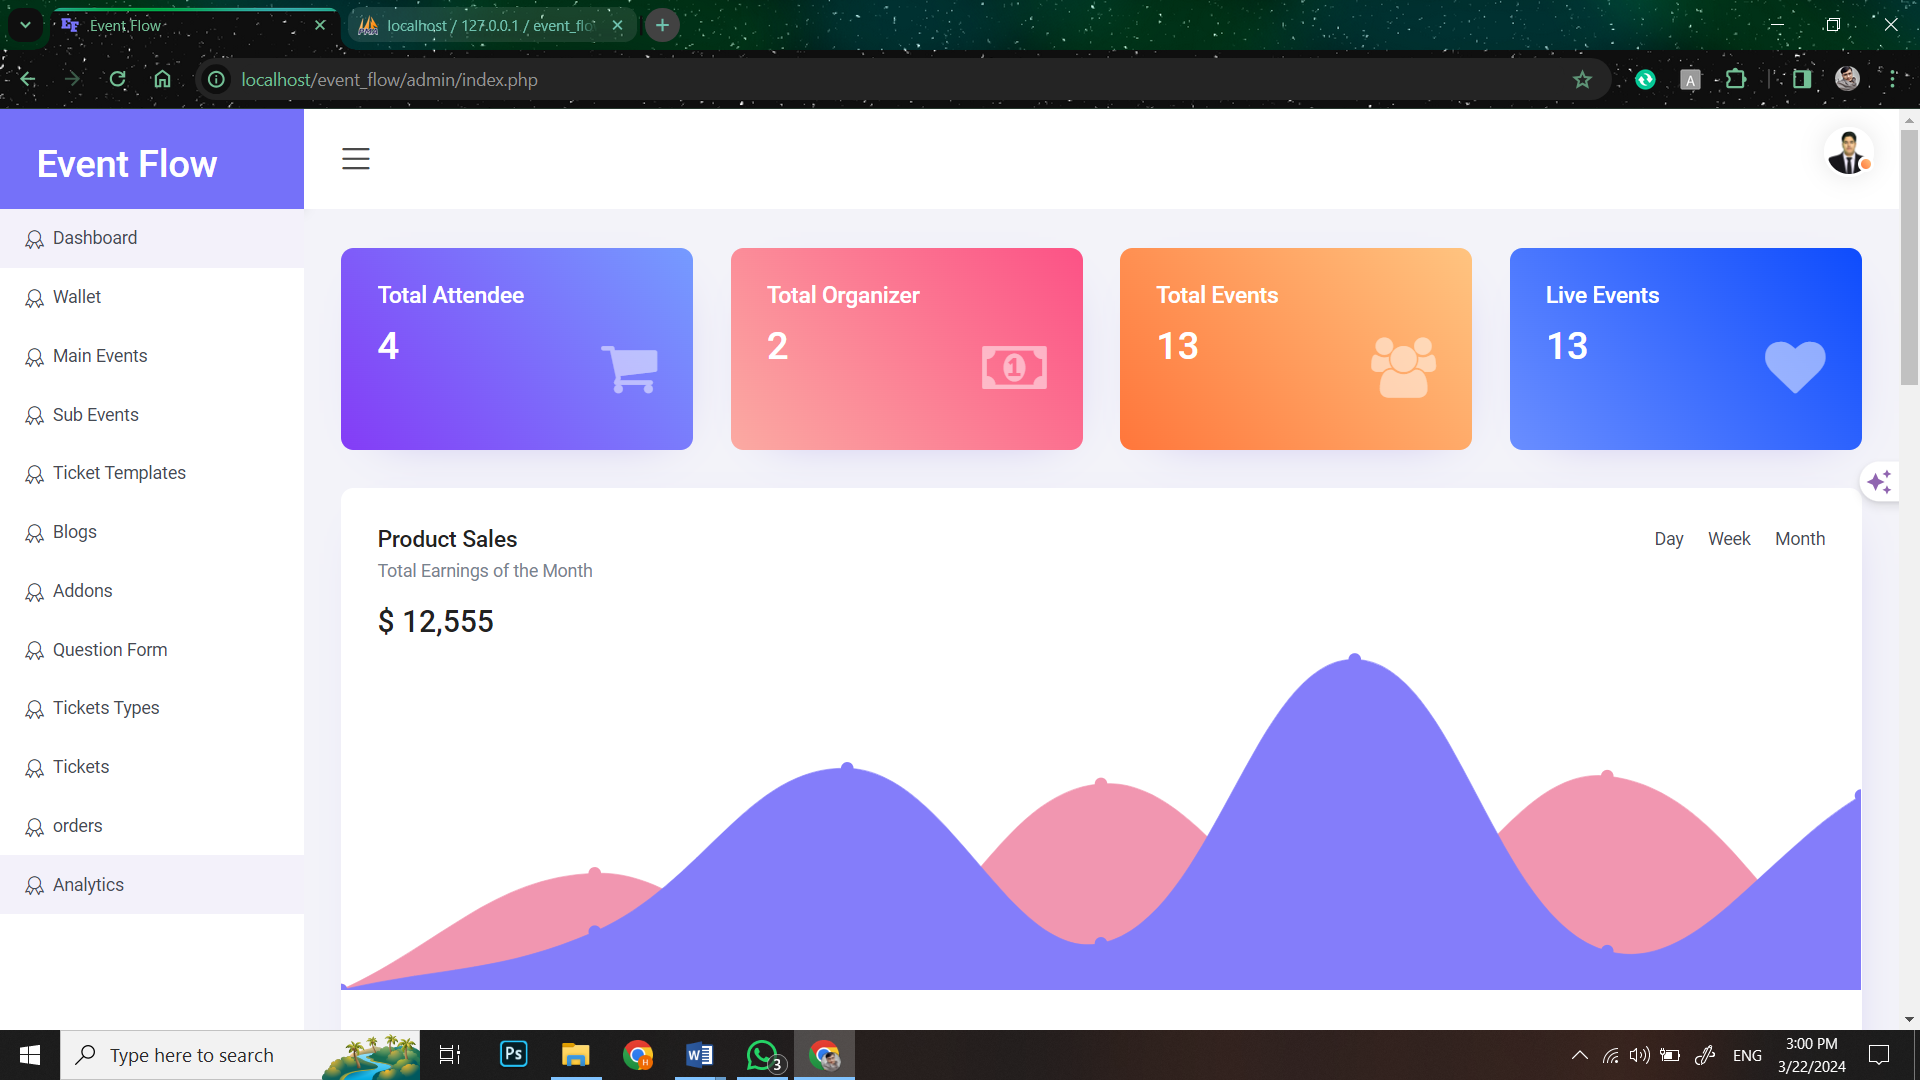 Event Flow
localhost / 127.0.0.1 / event_flo
localhost/event_flow/admin/index.php
A
Event Flow
Dashboard
Wallet
Main Events
Sub Events
Ticket Templates
Blogs
Addons
Question Form
Tickets Types
Tickets
orders
Analytics
Total Attendee
4
Total Organizer
2
1
Total Events
13
Live Events
13
Product Sales
Total Earnings of the Month
$ 12,555
Day Week Month
Type here to search
Ps
H
W
3
ENG
3:00 PM
3/22/2024